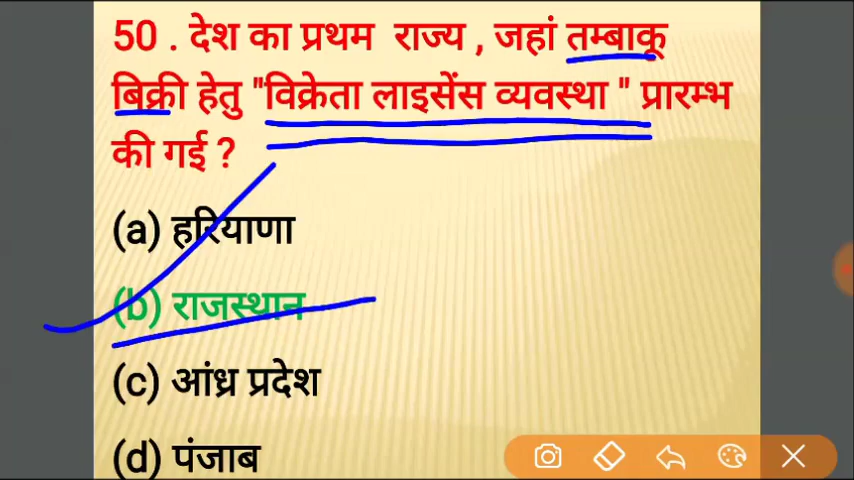 50 . देश का प्रथम राज्य , जहां तम्बाकू
बिक्री हेतु "विक्रेता लाइसेंस व्यवस्था " प्रारम्भ
की गई ?
(a) हरियाणा
(b) राजस्थान
(c) आंध्र प्रदेश
(d) पंजाब